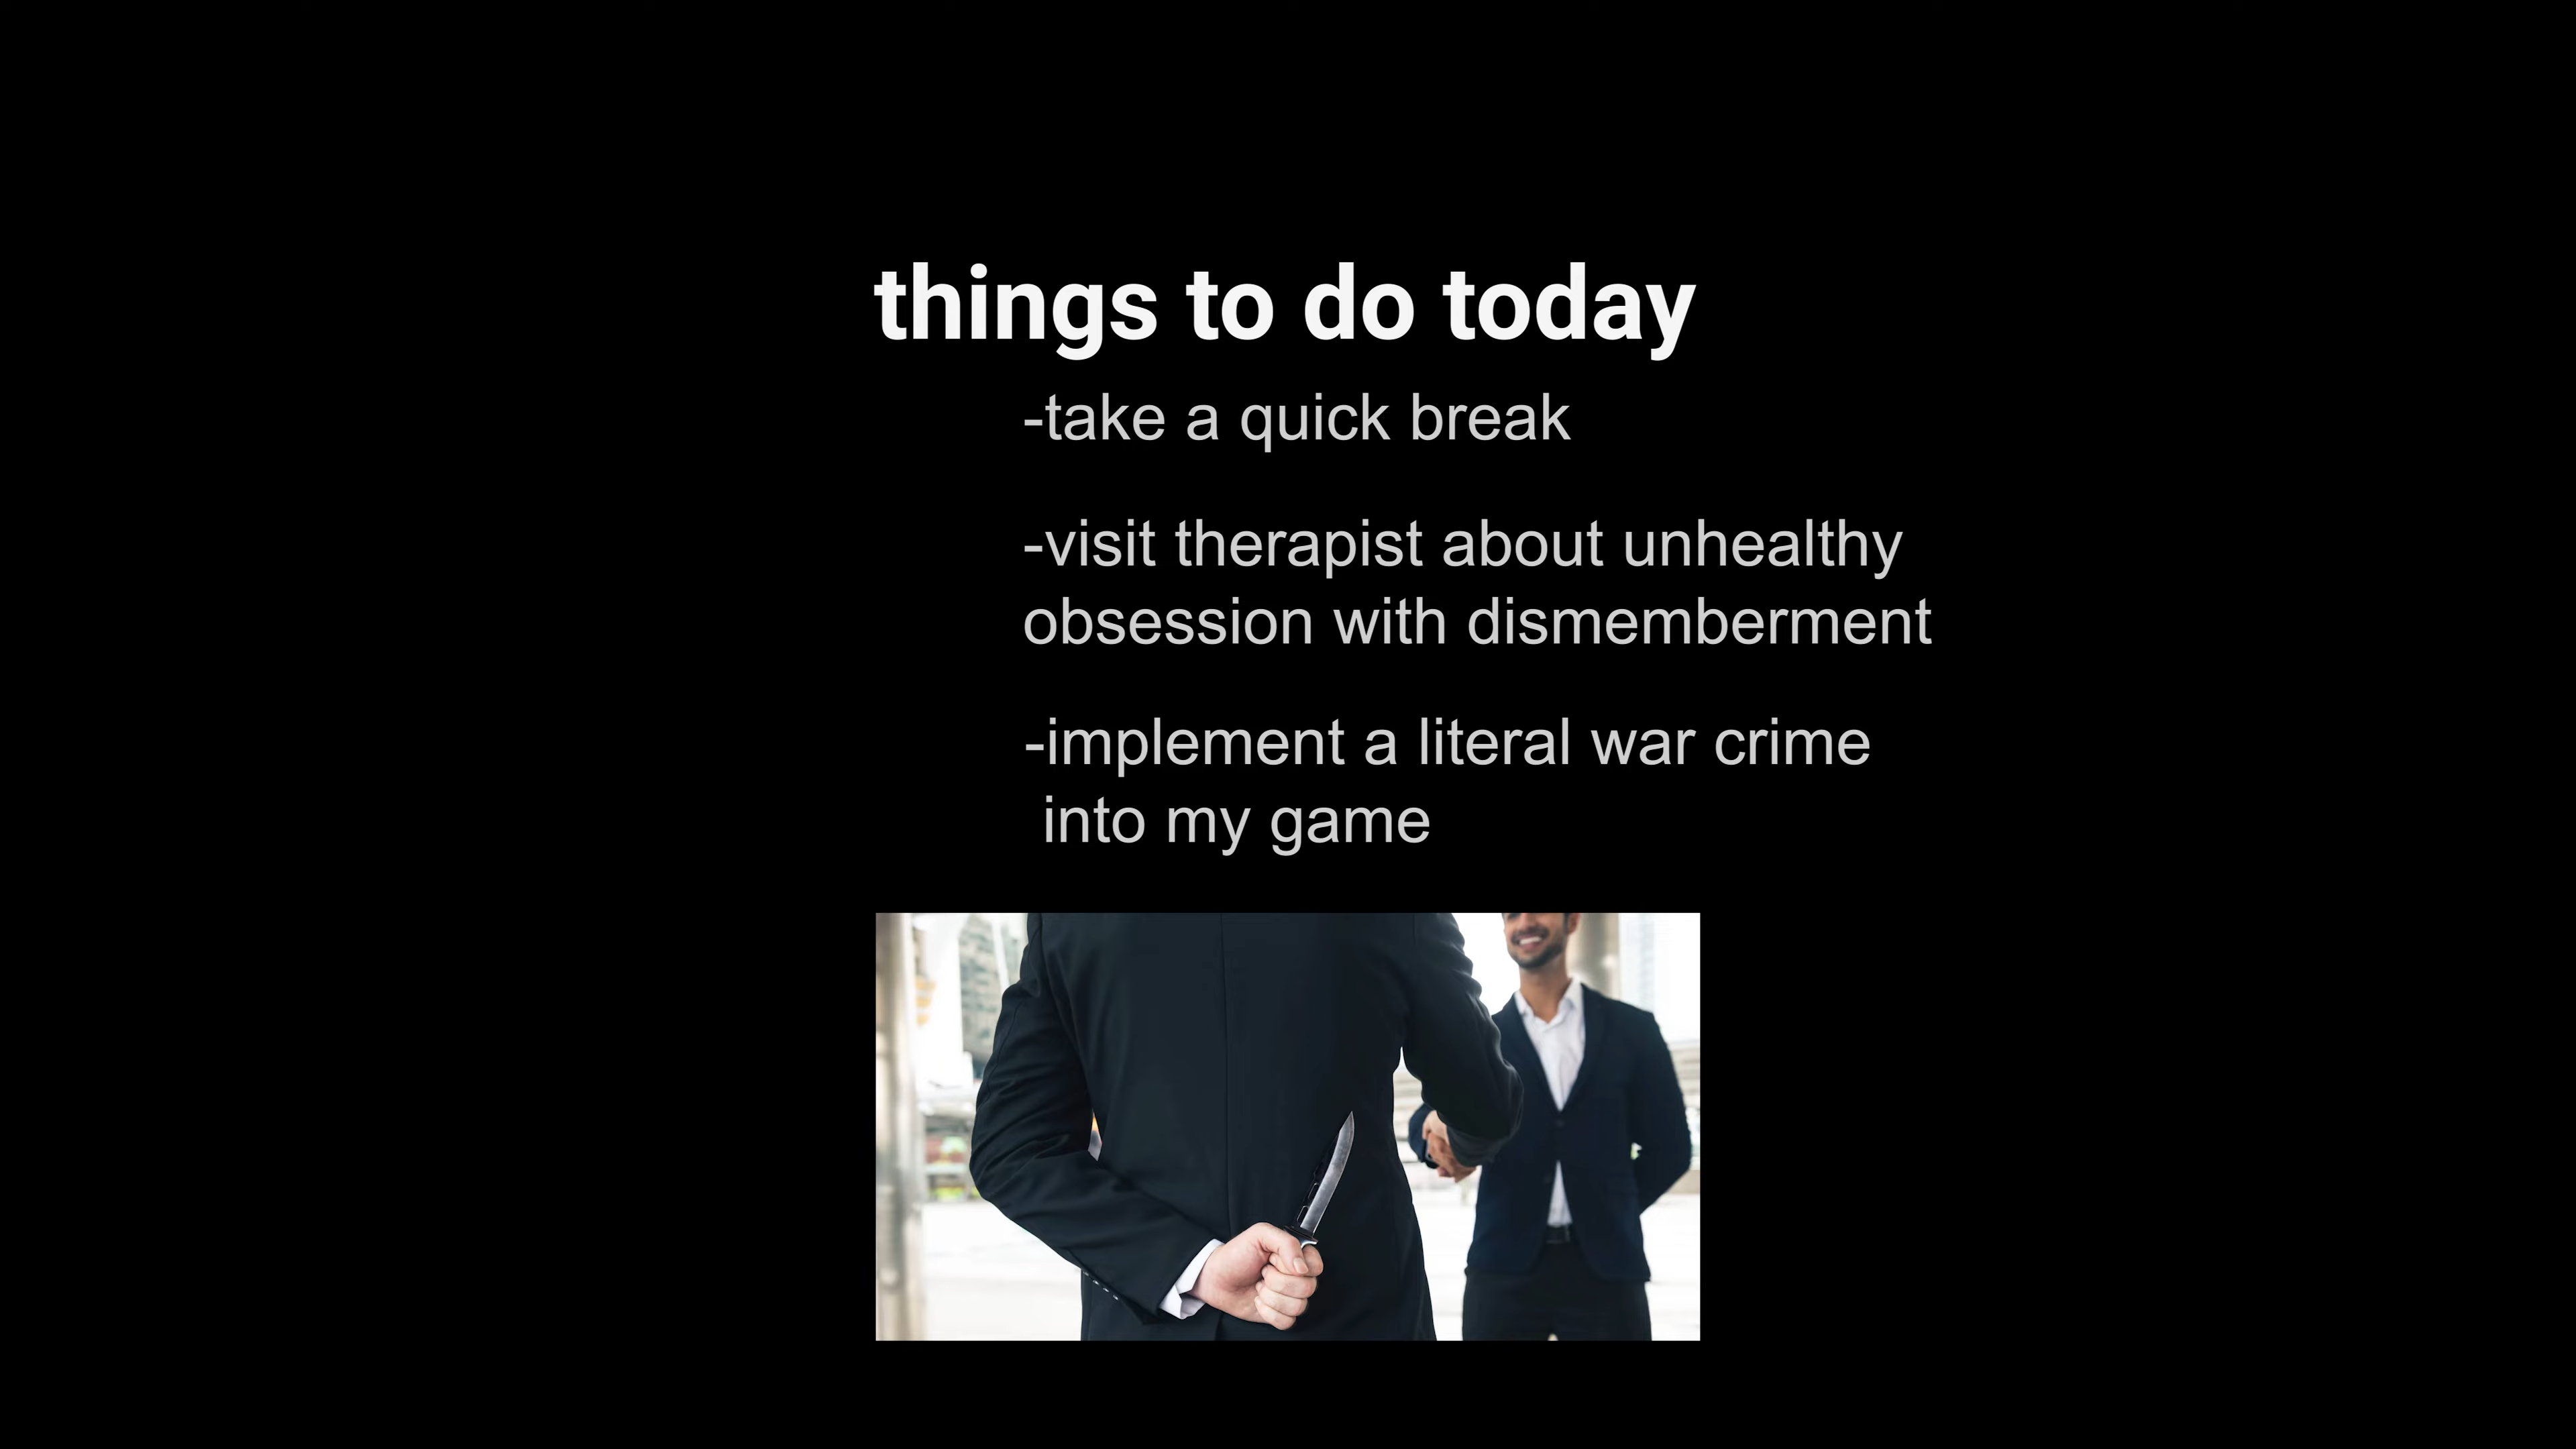 things to do today
-take a quick break
-visit therapist about unhealthy
obsession with dismemberment
-implement a literal war crime
into my game